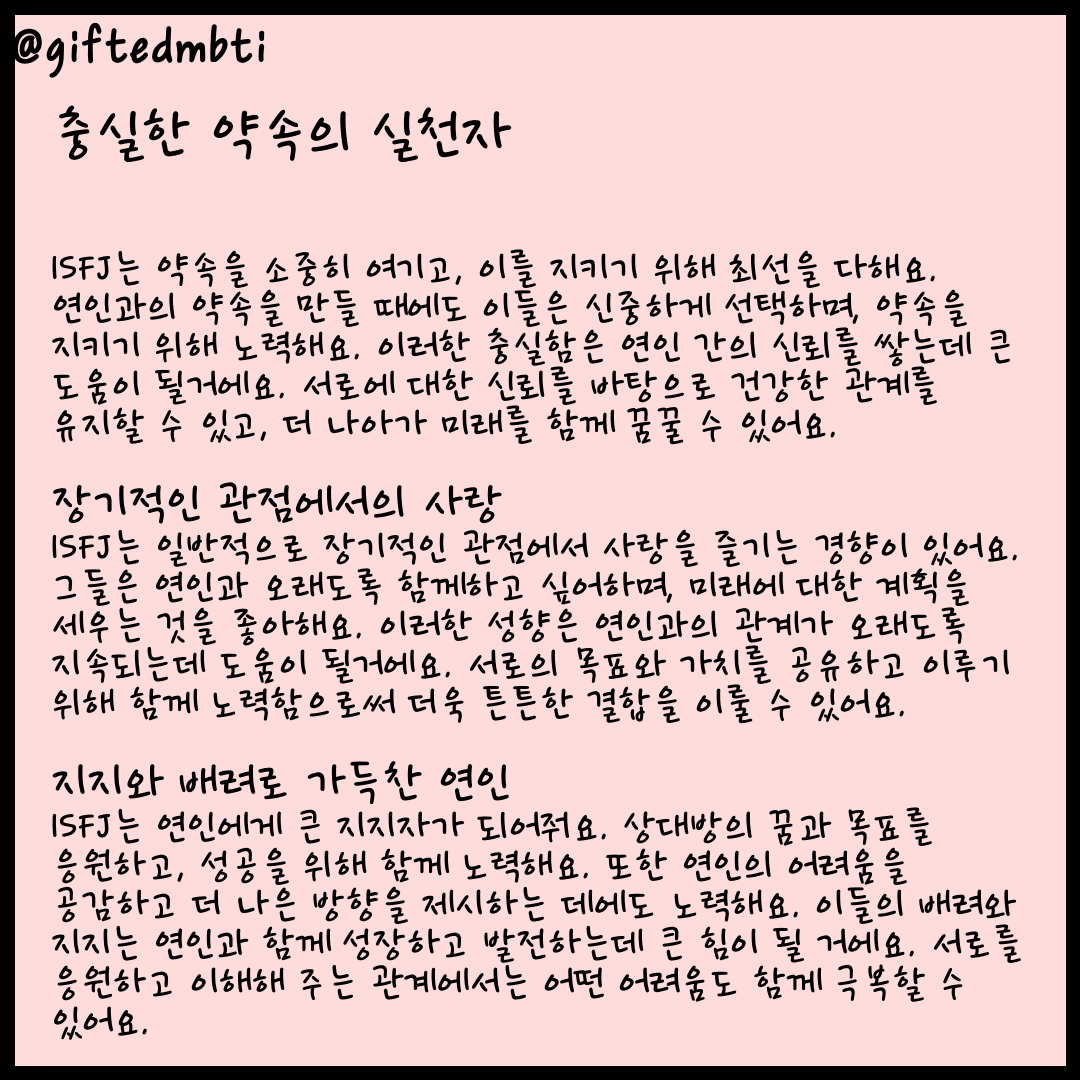 @giftedmbti
충실한 약속의 실천자
ISFJ는 약속을 소중히 여기고, 이를 지키기 위해 최선을 다해요.
연인과의 약속을 만들 때에도 이들은 신중하게 선택하며, 약속을
지키기 위해 노력해요. 이러한 충실함은 연인 간의 신뢰를 쌓는데 큰
도움이 될거에요. 서로에 대한 신뢰를 바탕으로 건강한 관계를
유지할 수 있고, 더 나아가 미래를 함께 꿈꿀 수 있어요.
장기적인 관점에서의 사랑
ISFJ는 일반적으로 장기적인 관점에서 사랑을 즐기는 경향이 있어요.
그들은 연인과 오래도록 함께하고 싶어하며, 미래에 대한 계획을
세우는 것을 좋아해요. 이러한 성향은 연인과의 관계가 오래도록
지속되는데 도움이 될거에요. 서로의 목표와 가치를 공유하고 이루기
위해 함께 노력함으로써 더욱 튼튼한 결합을 이룰 수 있어요.
지지와 배려로 가득찬 연인
ISFJ는 연인에게 큰 지지자가 되어줘요. 상대방의 꿈과 목표를
응원하고, 성공을 위해 함께 노력해요. 또한 연인의 어려움을
공감하고 더 나은 방향을 제시하는 데에도 노력해요. 이들의 배려와
지지는 연인과 함께 성장하고 발전하는데 큰 힘이 될 거에요. 서로를
응원하고 이해해 주는 관계에서는 어떤 어려움도 함께 극복할 수
있어요.